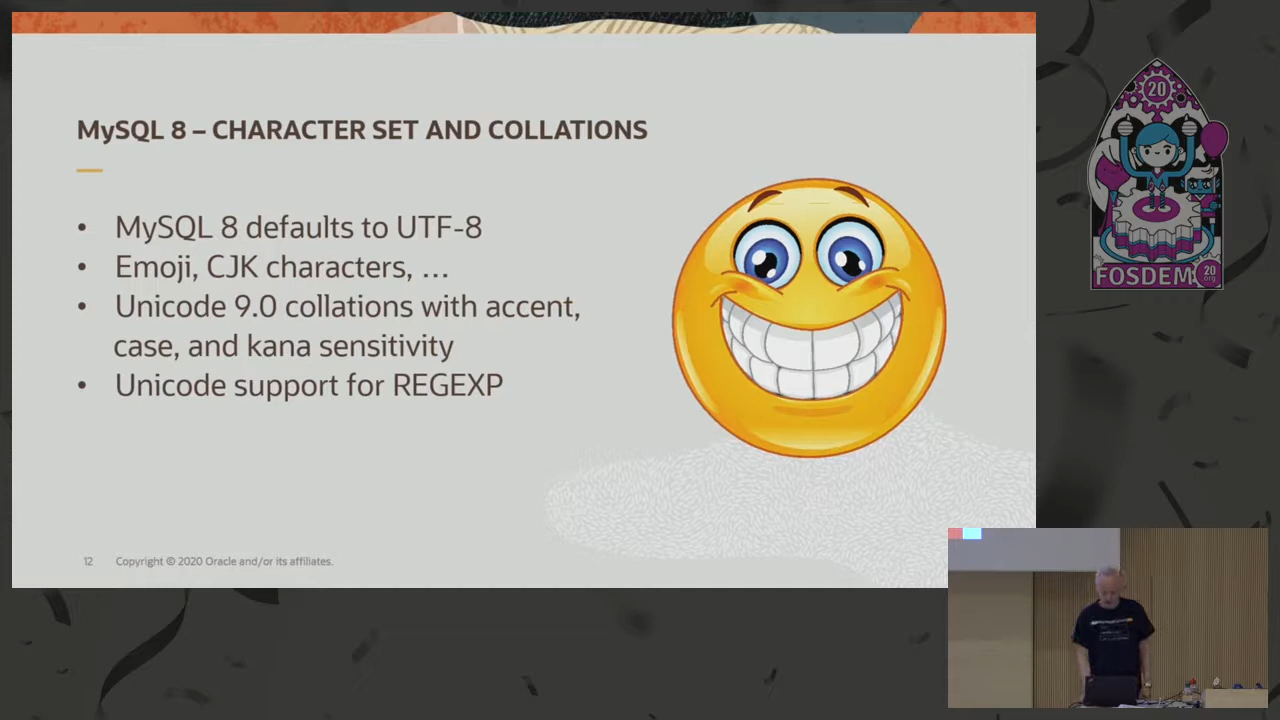 MySQL 8 – CHARACTER SET AND COLLATIONS
• MySQL 8 defaults to UTF-8
• Emoji, CJK characters, …
• Unicode 9.0 collations with accent,
case, and kana sensitivity
• Unicode support for REGEXP
12 Copyright © 2020 Oracle and/or its affiliates.
20
FOSDEM
20
org